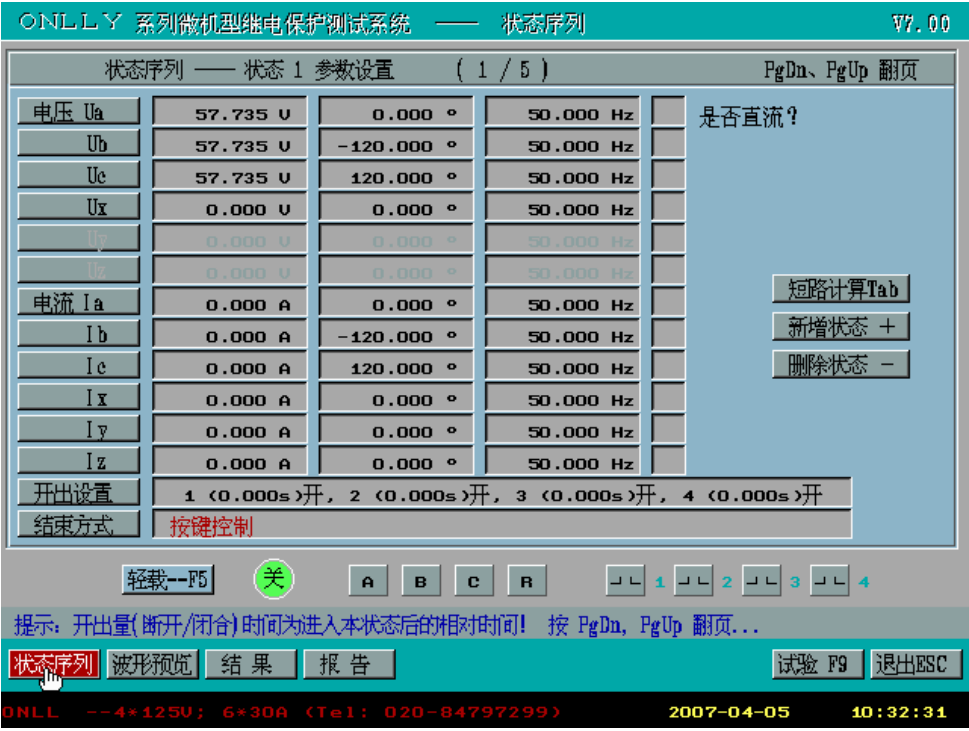 ONLLY 系列微机型继电保护测试系统 —— 状态序列 V7.00
状态序列 —— 状态 1 参数设置 ( 1 / 5 ) PgDn、PgUp 翻页
电压 Ua 57.735 V 0.000 ° 50.000 Hz 是否直流?
Ub 57.735 V -120.000 ° 50.000 Hz
Uc 57.735 V 120.000 ° 50.000 Hz
Ux 0.000 V 0.000 ° 50.000 Hz
Uy 0.000 V 0.000 ° 50.000 Hz
Uz 0.000 V 0.000 ° 50.000 Hz
短路计算Tab
电流 Ia 0.000 A 0.000 ° 50.000 Hz
新增状态 +
Ib 0.000 A -120.000 ° 50.000 Hz
Ic 0.000 A 120.000 ° 50.000 Hz
删除状态 -
Ix 0.000 A 0.000 ° 50.000 Hz
Iy 0.000 A 0.000 ° 50.000 Hz
Iz 0.000 A 0.000 ° 50.000 Hz
开出设置 1 (0.000s)开, 2 (0.000s)开, 3 (0.000s)开, 4 (0.000s)开
结束方式 按键控制
轻载--F5 关 A B C R 1 2 3 4
提示: 开出量(断开/闭合)时间为进入本状态后的相对时间! 按 PgDn, PgUp 翻页...
状态序列 波形预览 结 果 报 告 试验 F9 退出ESC
ONLL --4*125V; 6*30A (Tel: 020-84797299) 2007-04-05 10:32:31